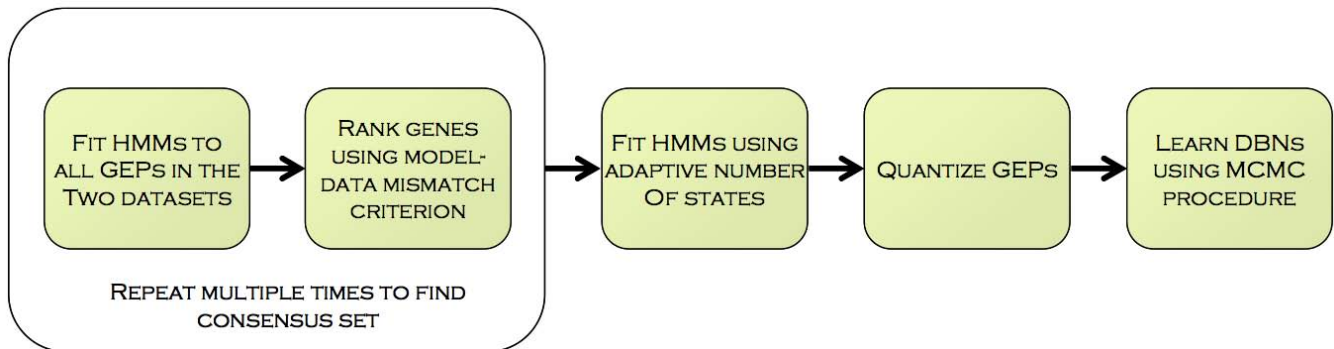 FIT HMMS TO
ALL GEPS IN THE
TWO DATASETS
RANK GENES
USING MODEL-
DATA MISMATCH
CRITERION
REPEAT MULTIPLE TIMES TO FIND
CONSENSUS SET
FIT HMMS USING
ADAPTIVE NUMBER
OF STATES
QUANTIZE GEPS
LEARN DBNS
USING MCMC
PROCEDURE